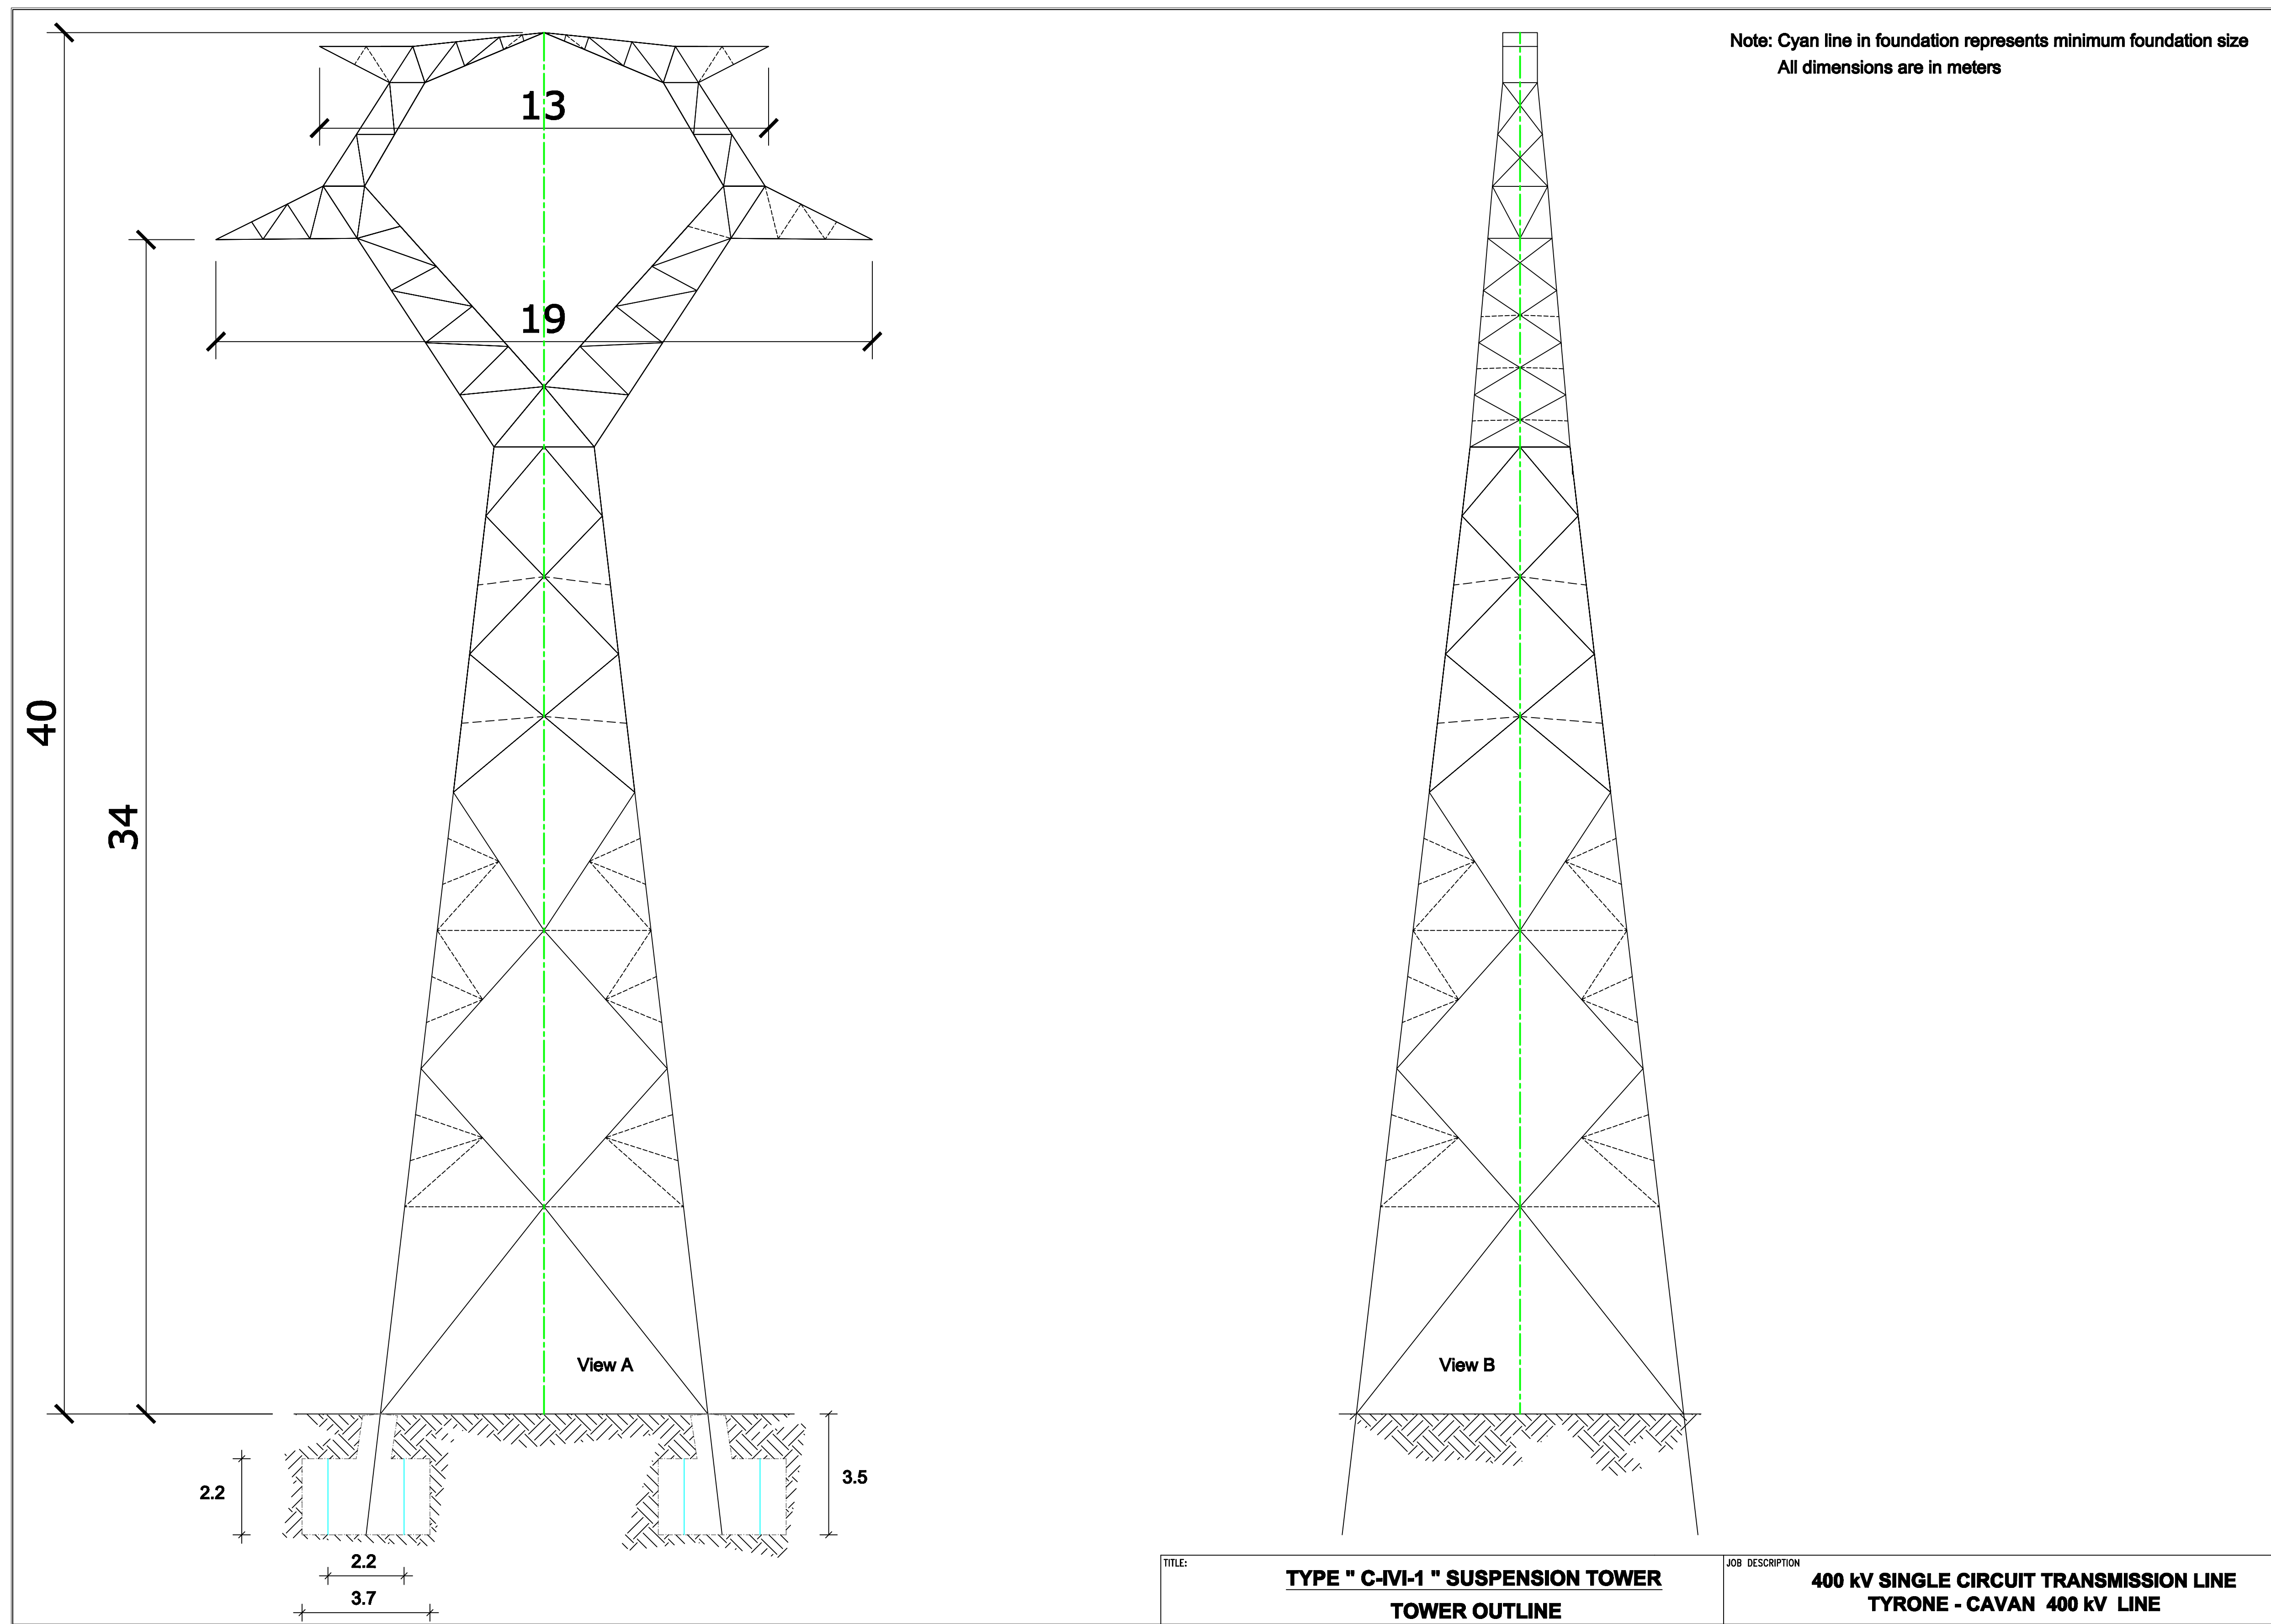 Note: Cyan line in foundation represents minimum foundation size
All dimensions are in meters
13
19
40
34
View A
View B
2.2
3.5
2.2
3.7
TITLE:
TYPE " C-IVI-1 " SUSPENSION TOWER
TOWER OUTLINE
JOB DESCRIPTION
400 kV SINGLE CIRCUIT TRANSMISSION LINE
TYRONE - CAVAN 400 kV LINE